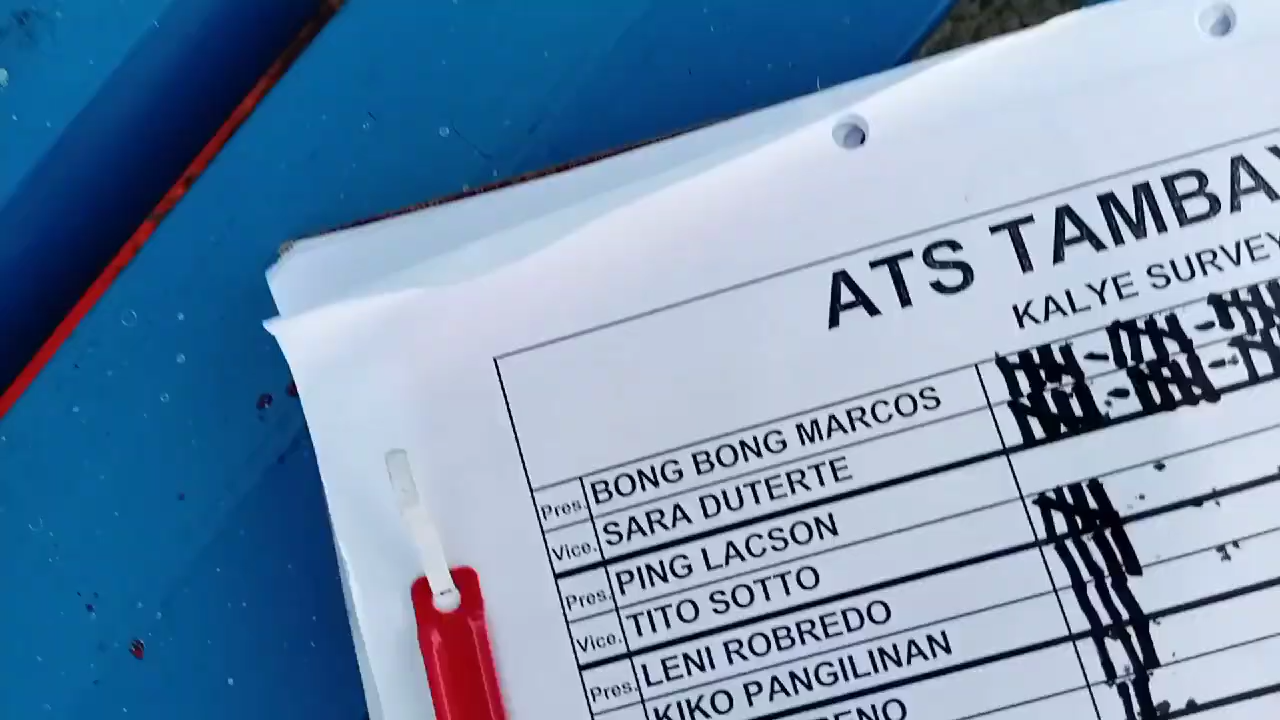 ATS TAMBAY
KALYE SURVEY
Pres. BONG BONG MARCOS
Vice. SARA DUTERTE
Pres. PING LACSON
Vice. TITO SOTTO
Pres. LENI ROBREDO
KIKO PANGILINAN